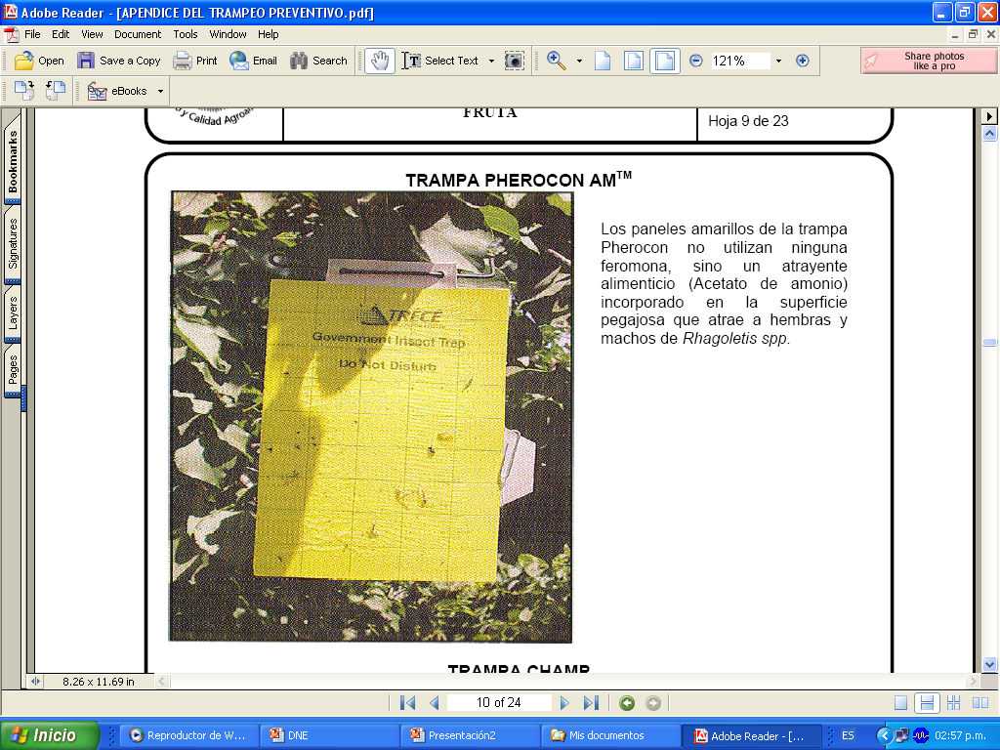 Adobe Reader - [APENDICE DEL TRAMPEO PREVENTIVO.pdf]
File Edit View Document Tools Window Help
Open Save a Copy Print Email Search Select Text 121% Share photos like a pro
eBooks
Bookmarks
Signatures
Layers
Pages
y Calidad Agroa
FRUTA
Hoja 9 de 23
TRAMPA PHEROCON AM™
Los paneles amarillos de la trampa
Pherocon no utilizan ninguna
feromona, sino un atrayente
alimenticio (Acetato de amonio)
incorporado en la superficie
pegajosa que atrae a hembras y
machos de Rhagoletis spp.
TRÉCÉ
Government Insect Trap
Do Not Disturb
TRAMPA CHAMP
8.26 x 11.69 in
10 of 24
Inicio Reproductor de W... DNE Presentación2 Mis documentos Adobe Reader - [... ES 02:57 p.m.